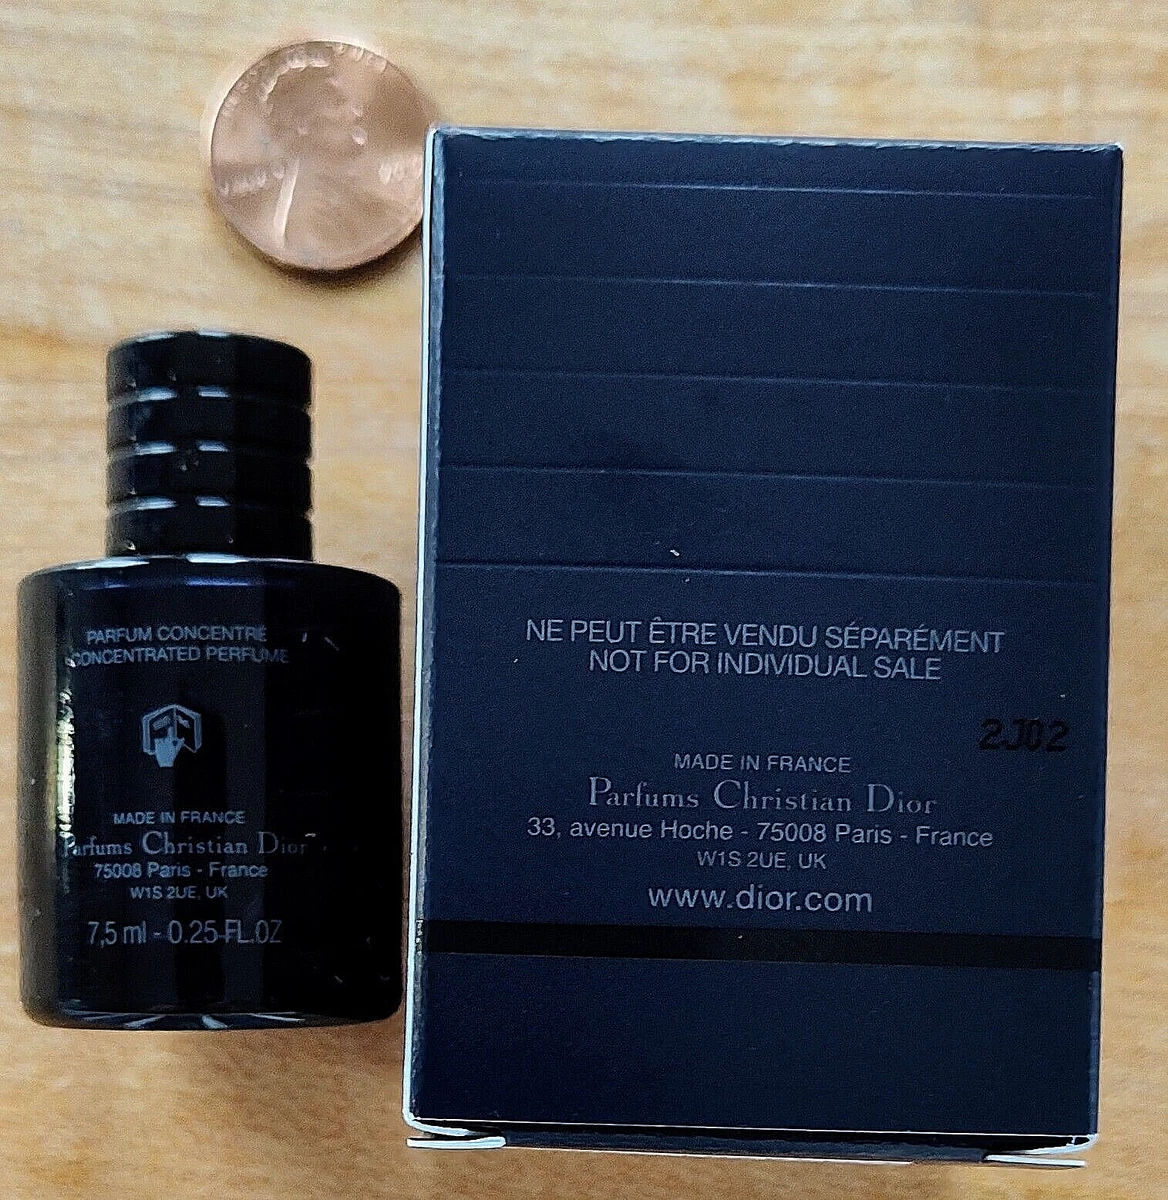 PARFUM CONCENTRE
CONCENTRATED PERFUME
MADE IN FRANCE
Parfums Christian Dior
75008 Paris - France
W1S 2UE, UK
7,5 ml - 0.25 FL.OZ
NE PEUT ÊTRE VENDU SÉPARÉMENT
NOT FOR INDIVIDUAL SALE
2J02
MADE IN FRANCE
Parfums Christian Dior
33, avenue Hoche - 75008 Paris - France
W1S 2UE, UK
www.dior.com